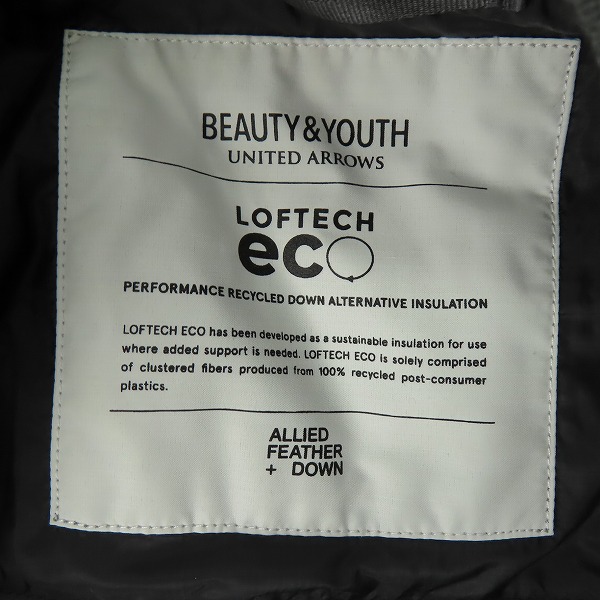 BEAUTY&YOUTH
UNITED ARROWS
LOFTECH
eco
PERFORMANCE RECYCLED DOWN ALTERNATIVE INSULATION
LOFTECH ECO has been developed as a sustainable insulation for use
where added support is needed. LOFTECH ECO is solely comprised
of clustered fibers produced from 100% recycled post-consumer
plastics.
ALLIED
FEATHER
+ DOWN